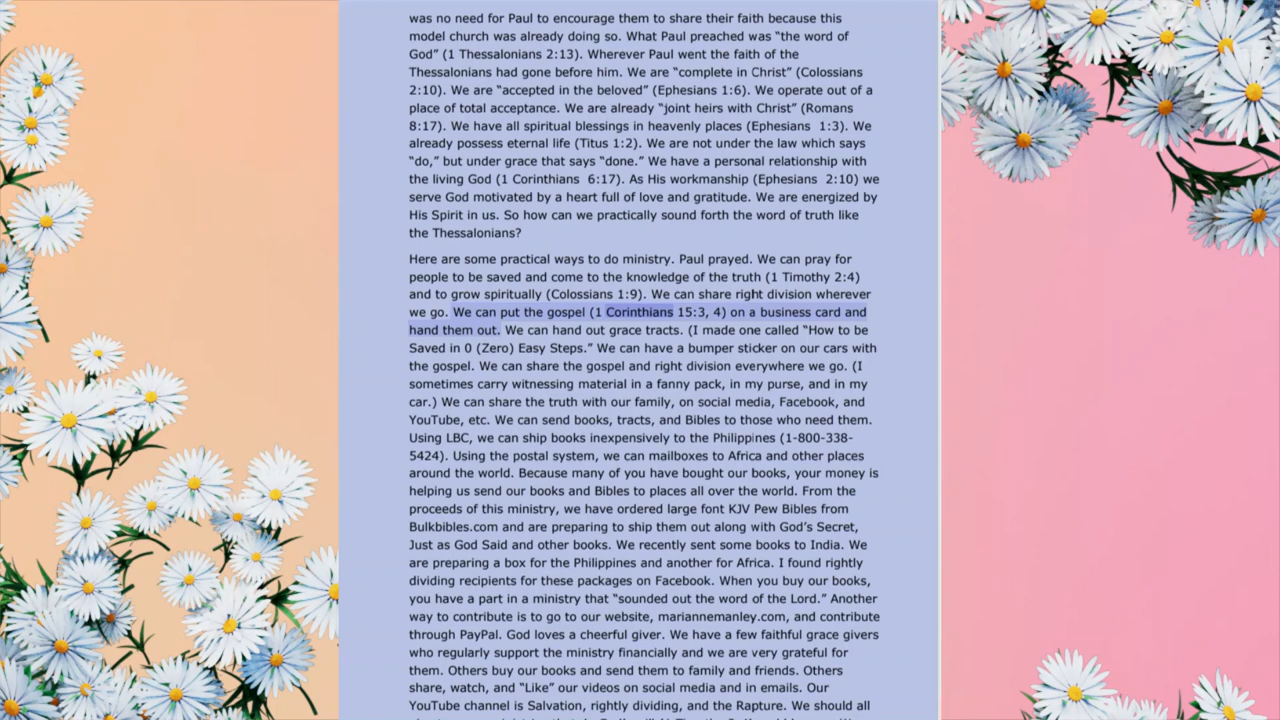 was no need for Paul to encourage them to share their faith because this
model church was already doing so. What Paul preached was “the word of
God” (1 Thessalonians 2:13). Wherever Paul went the faith of the
Thessalonians had gone before him. We are “complete in Christ” (Colossians
2:10). We are “accepted in the beloved” (Ephesians 1:6). We operate out of a
place of total acceptance. We are already “joint heirs with Christ” (Romans
8:17). We have all spiritual blessings in heavenly places (Ephesians  1:3). We
already possess eternal life (Titus 1:2). We are not under the law which says
“do,” but under grace that says “done.” We have a personal relationship with
the living God (1 Corinthians  6:17). As His workmanship (Ephesians  2:10) we
serve God motivated by a heart full of love and gratitude. We are energized by
His Spirit in us. So how can we practically sound forth the word of truth like
the Thessalonians?
Here are some practical ways to do ministry. Paul prayed. We can pray for
people to be saved and come to the knowledge of the truth (1 Timothy 2:4)
and to grow spiritually (Colossians 1:9). We can share right division wherever
we go. We can put the gospel (1 Corinthians 15:3, 4) on a business card and
hand them out. We can hand out grace tracts. (I made one called “How to be
Saved in 0 (Zero) Easy Steps.” We can have a bumper sticker on our cars with
the gospel. We can share the gospel and right division everywhere we go. (I
sometimes carry witnessing material in a fanny pack, in my purse, and in my
car.) We can share the truth with our family, on social media, Facebook, and
YouTube, etc. We can send books, tracts, and Bibles to those who need them.
Using LBC, we can ship books inexpensively to the Philippines (1-800-338-
5424). Using the postal system, we can mailboxes to Africa and other places
around the world. Because many of you have bought our books, your money is
helping us send our books and Bibles to places all over the world. From the
proceeds of this ministry, we have ordered large font KJV Pew Bibles from
Bulkbibles.com and are preparing to ship them out along with God’s Secret,
Just as God Said and other books. We recently sent some books to India. We
are preparing a box for the Philippines and another for Africa. I found rightly
dividing recipients for these packages on Facebook. When you buy our books,
you have a part in a ministry that “sounded out the word of the Lord.” Another
way to contribute is to go to our website, mariannemanley.com, and contribute
through PayPal. God loves a cheerful giver. We have a few faithful grace givers
who regularly support the ministry financially and we are very grateful for
them. Others buy our books and send them to family and friends. Others
share, watch, and “Like” our videos on social media and in emails. Our
YouTube channel is Salvation, rightly dividing, and the Rapture. We should all